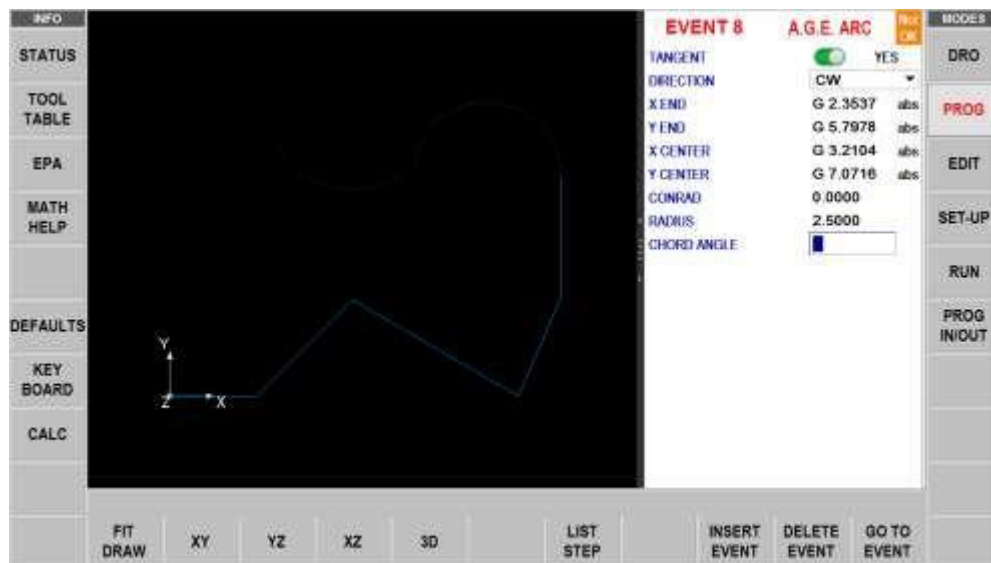 INFO
STATUS
TOOL
TABLE
EPA
MATH
HELP
DEFAULTS
KEY
BOARD
CALC
Y
Z
X
EVENT 8 A.G.E. ARC Not
OK
TANGENT YES
DIRECTION CW
X END G 2.3537 abs
Y END G 5.7978 abs
X CENTER G 3.2104 abs
Y CENTER G 7.0716 abs
CONRAD 0.0000
RADIUS 2.5000
CHORD ANGLE
MODES
DRO
PROG
EDIT
SET-UP
RUN
PROG
IN/OUT
FIT
DRAW
XY
YZ
XZ
3D
LIST
STEP
INSERT
EVENT
DELETE
EVENT
GO TO
EVENT